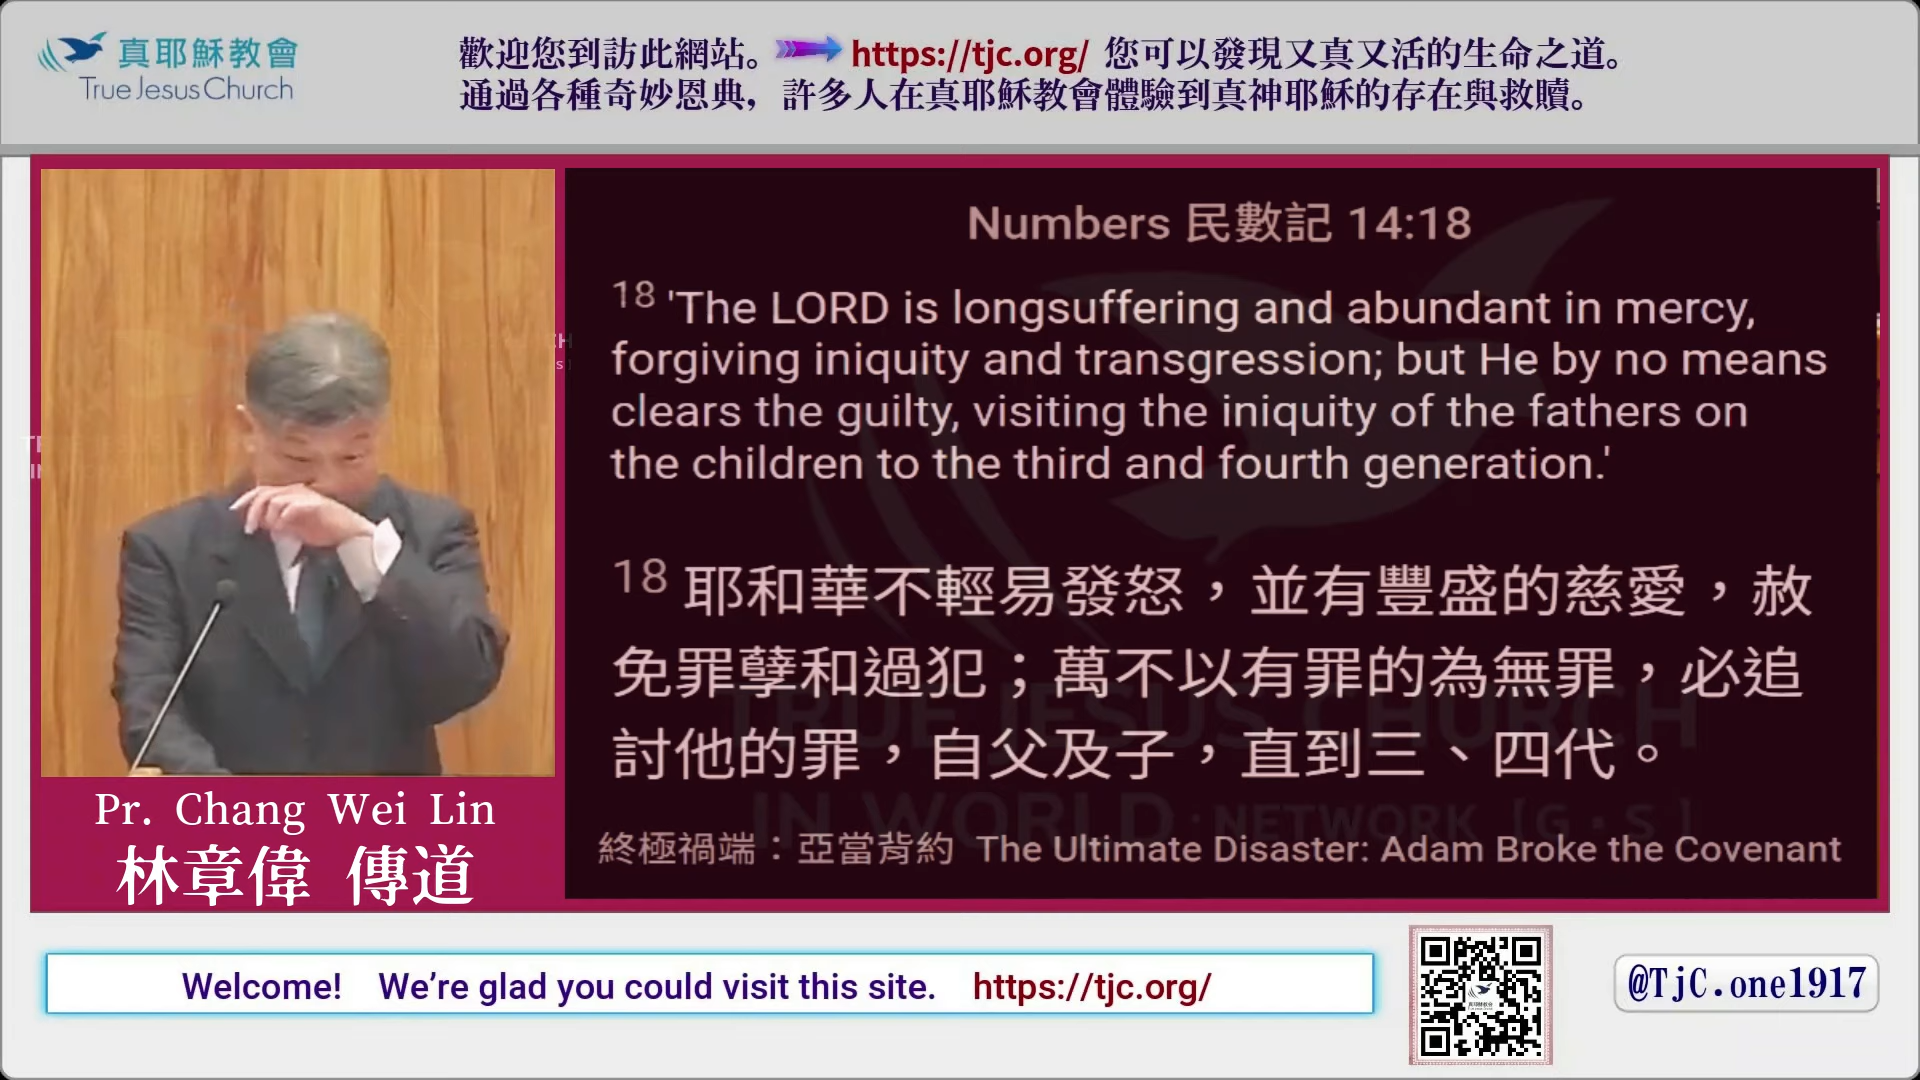 真耶穌教會
True Jesus Church
歡迎您到訪此網站。 https://tjc.org/ 您可以發現又真又活的生命之道。
通過各種奇妙恩典，許多人在真耶穌教會體驗到真神耶穌的存在與救贖。
Numbers 民數記 14:18
18 'The LORD is longsuffering and abundant in mercy,
forgiving iniquity and transgression; but He by no means
clears the guilty, visiting the iniquity of the fathers on
the children to the third and fourth generation.'
18 耶和華不輕易發怒，並有豐盛的慈愛，赦
免罪孽和過犯；萬不以有罪的為無罪，必追
討他的罪，自父及子，直到三、四代。
TRUE JESUS CHURCH
IN WORLD · NETWORK [G · S]
終極禍端：亞當背約 The Ultimate Disaster: Adam Broke the Covenant
Pr. Chang Wei Lin
林章偉 傳道
Welcome! We’re glad you could visit this site. https://tjc.org/
@TjC.one1917